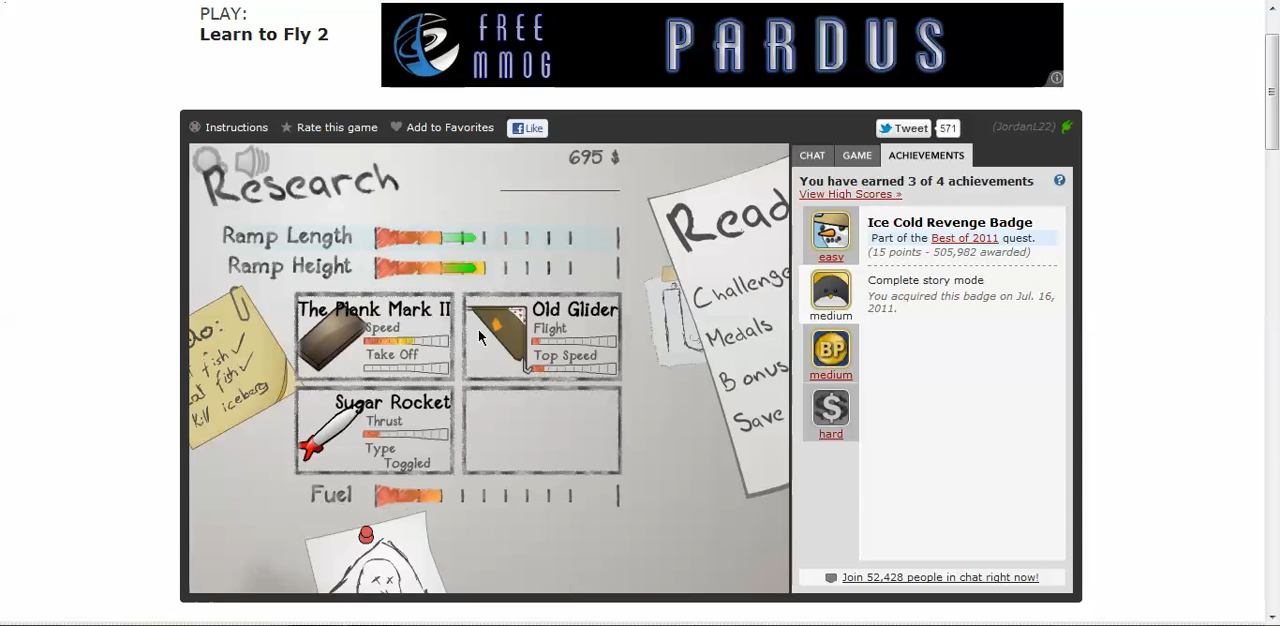 PLAY:
Learn to Fly 2
FREE
MMOG
PARDUS
Instructions
Rate this game
Add to Favorites
Like
Tweet
571
(JordanL22)
Research
695 $
Ramp Length
Ramp Height
The Plank Mark II
Speed
Take Off
Old Glider
Flight
Top Speed
Sugar Rocket
Thrust
Type
Toggled
Fuel
fish
fish
Kill iceberg
Read
Challenge
Medals
Bonus
Save
CHAT
GAME
ACHIEVEMENTS
You have earned 3 of 4 achievements
View High Scores »
easy
Ice Cold Revenge Badge
Part of the Best of 2011 quest.
(15 points - 505,982 awarded)
medium
Complete story mode
You acquired this badge on Jul. 16,
2011.
BP
medium
$
hard
Join 52,428 people in chat right now!